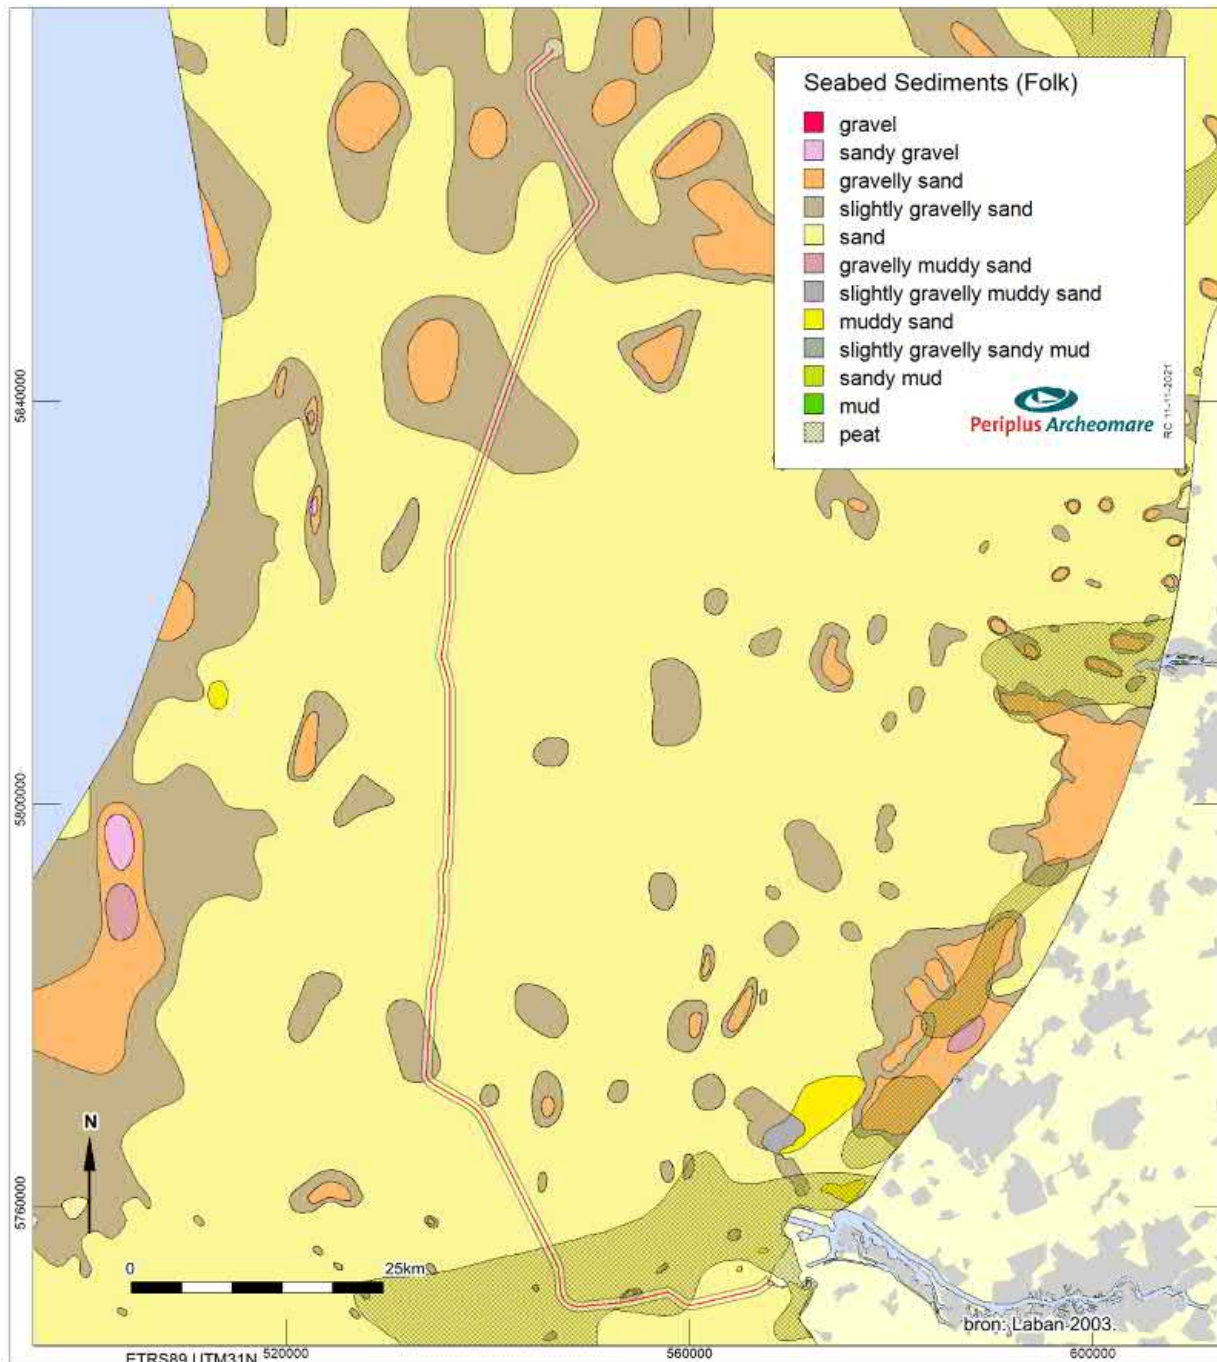 Seabed Sediments (Folk)
gravel
sandy gravel
gravelly sand
slightly gravelly sand
sand
gravelly muddy sand
slightly gravelly muddy sand
muddy sand
slightly gravelly sandy mud
sandy mud
mud
peat
Periplus Archeomare
RC 11-11-2021
5840000
5800000
5760000
N
0 25km
bron: Laban 2003.
ETRS89 UTM31N
520000 560000 600000